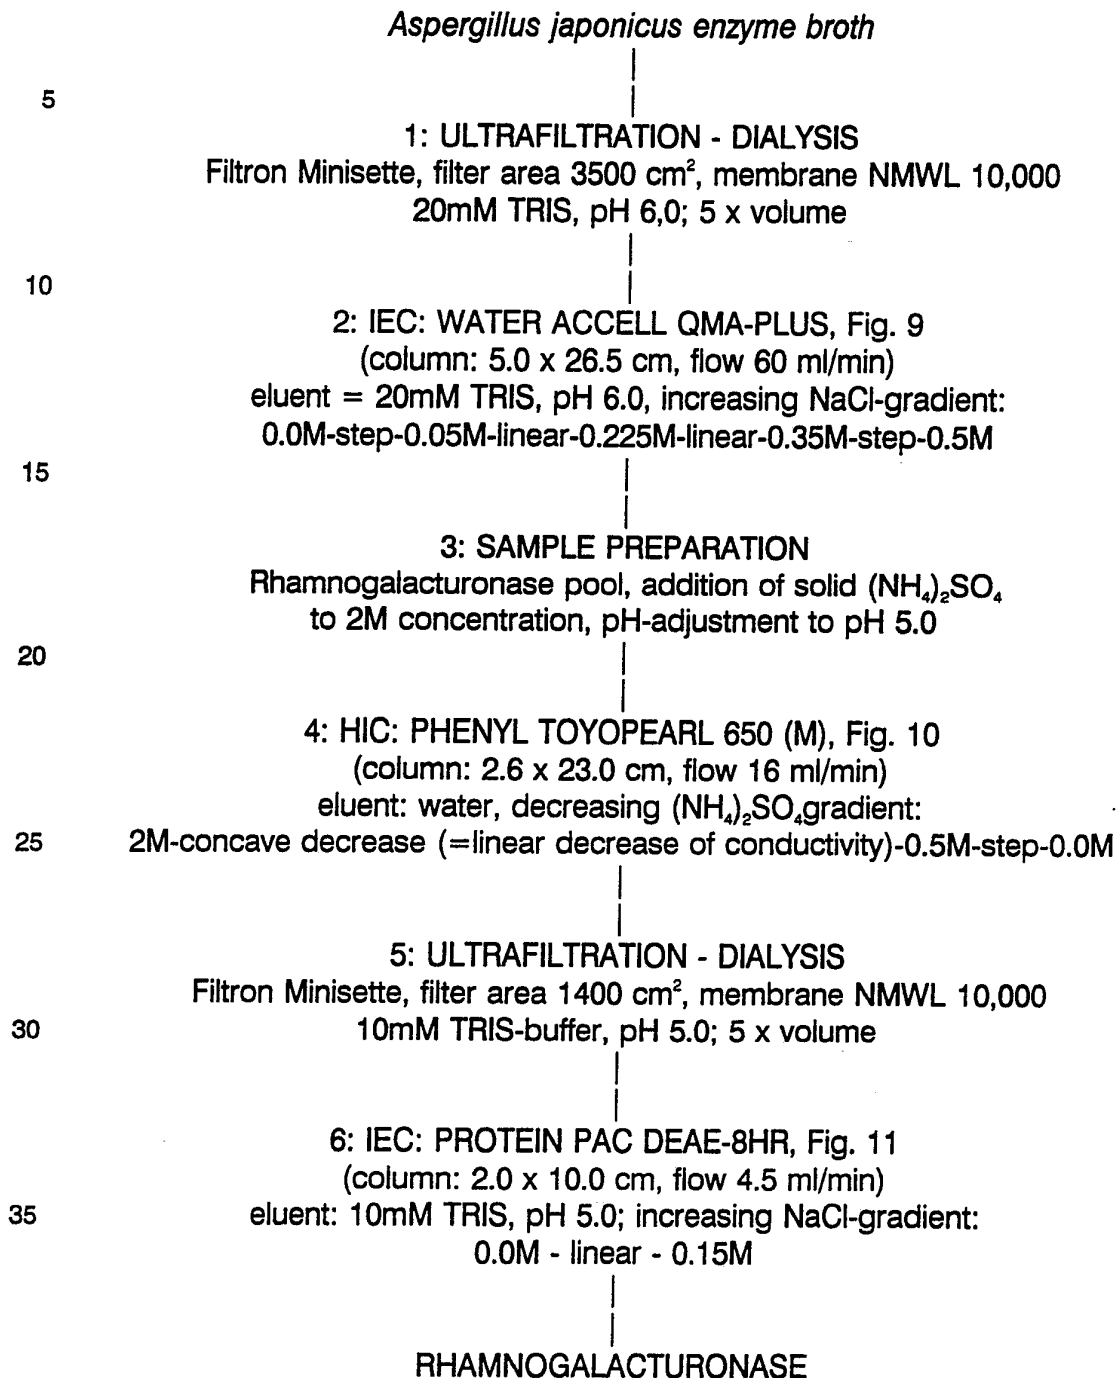 Aspergillus japonicus enzyme broth
5
1: ULTRAFILTRATION - DIALYSIS
Filtron Minisette, filter area 3500 cm², membrane NMWL 10,000
20mM TRIS, pH 6,0; 5 x volume
10
2: IEC: WATER ACCELL QMA-PLUS, Fig. 9
(column: 5.0 x 26.5 cm, flow 60 ml/min)
eluent = 20mM TRIS, pH 6.0, increasing NaCl-gradient:
0.0M-step-0.05M-linear-0.225M-linear-0.35M-step-0.5M
15
3: SAMPLE PREPARATION
Rhamnogalacturonase pool, addition of solid (NH₄)₂SO₄
to 2M concentration, pH-adjustment to pH 5.0
20
4: HIC: PHENYL TOYOPEARL 650 (M), Fig. 10
(column: 2.6 x 23.0 cm, flow 16 ml/min)
eluent: water, decreasing (NH₄)₂SO₄gradient:
25 2M-concave decrease (=linear decrease of conductivity)-0.5M-step-0.0M
5: ULTRAFILTRATION - DIALYSIS
Filtron Minisette, filter area 1400 cm², membrane NMWL 10,000
30 10mM TRIS-buffer, pH 5.0; 5 x volume
6: IEC: PROTEIN PAC DEAE-8HR, Fig. 11
(column: 2.0 x 10.0 cm, flow 4.5 ml/min)
35 eluent: 10mM TRIS, pH 5.0; increasing NaCl-gradient:
0.0M - linear - 0.15M
RHAMNOGALACTURONASE